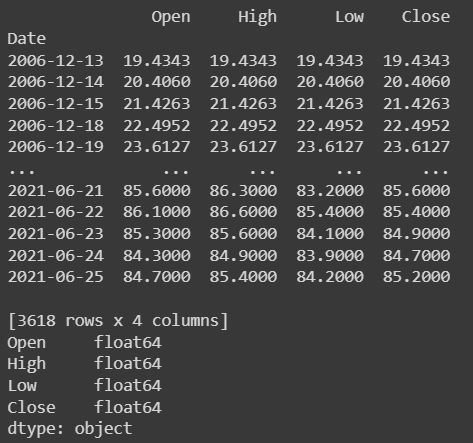 Open High Low Close
Date
2006-12-13 19.4343 19.4343 19.4343 19.4343
2006-12-14 20.4060 20.4060 20.4060 20.4060
2006-12-15 21.4263 21.4263 21.4263 21.4263
2006-12-18 22.4952 22.4952 22.4952 22.4952
2006-12-19 23.6127 23.6127 23.6127 23.6127
... ... ... ... ...
2021-06-21 85.6000 86.3000 83.2000 85.6000
2021-06-22 86.1000 86.6000 85.4000 85.4000
2021-06-23 85.3000 85.6000 84.1000 84.9000
2021-06-24 84.3000 84.9000 83.9000 84.7000
2021-06-25 84.7000 85.4000 84.2000 85.2000
[3618 rows x 4 columns]
Open float64
High float64
Low float64
Close float64
dtype: object